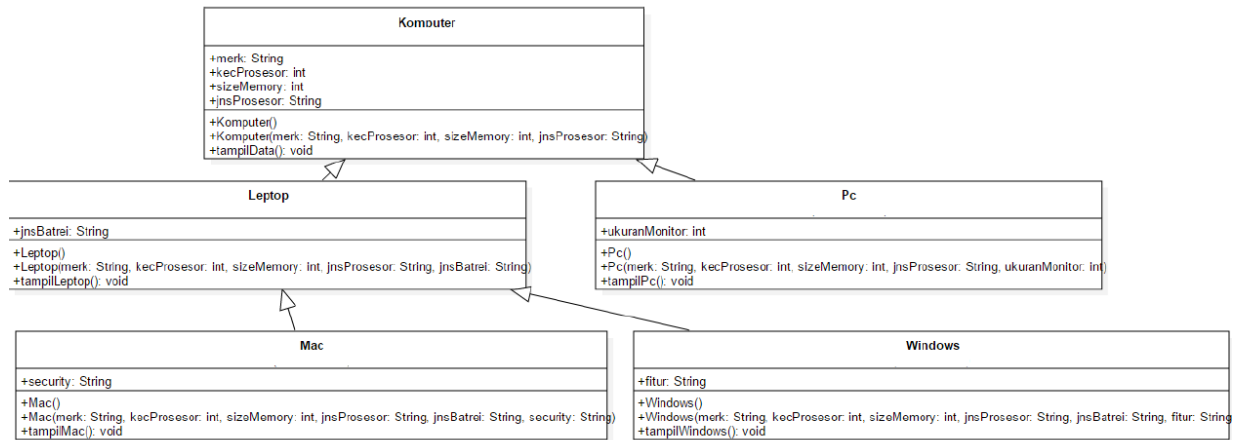 Komputer
+merk: String
+kecProsesor: int
+sizeMemory: int
+jnsProsesor: String
+Komputer()
+Komputer(merk: String, kecProsesor: int, sizeMemory: int, jnsProsesor: String)
+tampilData(): void
Leptop
+jnsBatrei: String
+Leptop()
+Leptop(merk: String, kecProsesor: int, sizeMemory: int, jnsProsesor: String, jnsBatrei: String)
+tampilLeptop(): void
Pc
+ukuranMonitor: int
+Pc()
+Pc(merk: String, kecProsesor: int, sizeMemory: int, jnsProsesor: String, ukuranMonitor: int)
+tampilPc(): void
Mac
+security: String
+Mac()
+Mac(merk: String, kecProsesor: int, sizeMemory: int, jnsProsesor: String, jnsBatrei: String, security: String)
+tampilMac(): void
Windows
+fitur: String
+Windows()
+Windows(merk: String, kecProsesor: int, sizeMemory: int, jnsProsesor: String, jnsBatrei: String, fitur: String
+tampilWindows(): void